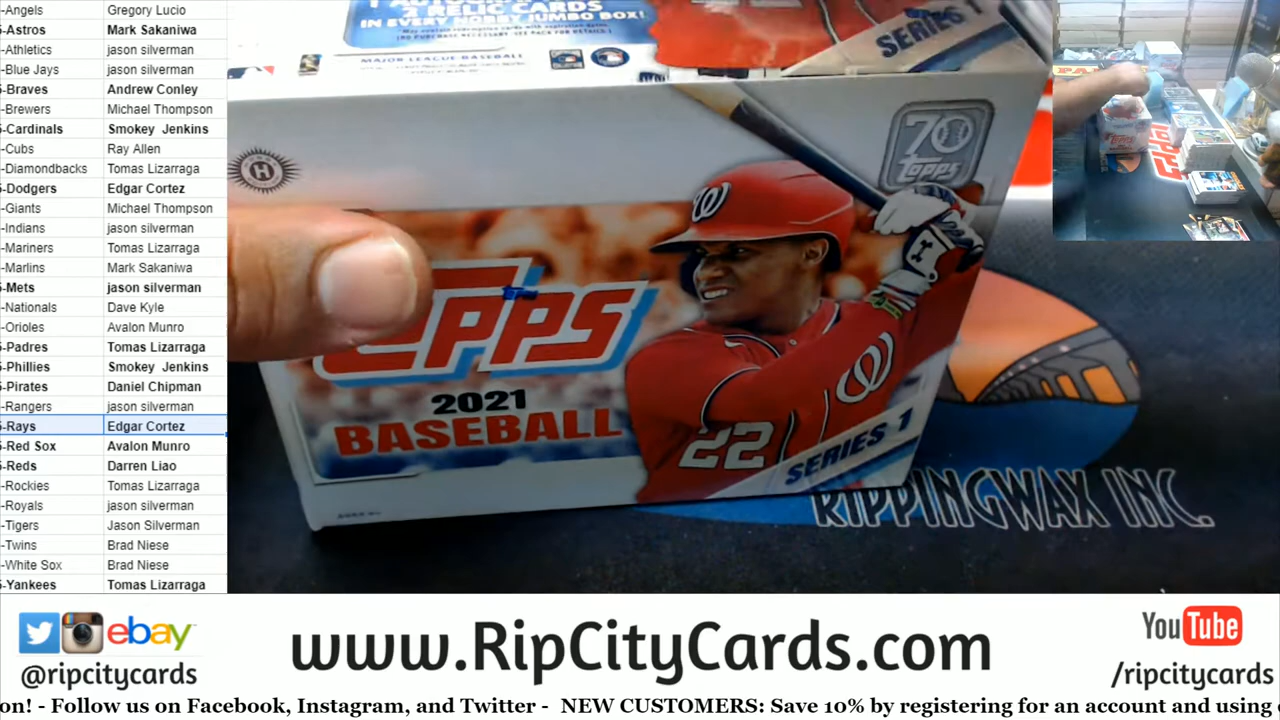 -Angels Gregory Lucio
-Astros Mark Sakaniwa
-Athletics jason silverman
-Blue Jays jason silverman
-Braves Andrew Conley
-Brewers Michael Thompson
-Cardinals Smokey Jenkins
-Cubs Ray Allen
-Diamondbacks Tomas Lizarraga
-Dodgers Edgar Cortez
-Giants Michael Thompson
-Indians jason silverman
-Mariners Tomas Lizarraga
-Marlins Mark Sakaniwa
-Mets jason silverman
-Nationals Dave Kyle
-Orioles Avalon Munro
-Padres Tomas Lizarraga
-Phillies Smokey Jenkins
-Pirates Daniel Chipman
-Rangers jason silverman
-Rays Edgar Cortez
-Red Sox Avalon Munro
-Reds Darren Liao
-Rockies Tomas Lizarraga
-Royals jason silverman
-Tigers Jason Silverman
-Twins Brad Niese
-White Sox Brad Niese
-Yankees Tomas Lizarraga
RELIC CARDS
IN EVERY HOBBY JUMBO BOX!
MAJOR LEAGUE BASEBALL
H
70
Topps
W
OPPS
2021
BASEBALL
W
22
SERIES 1
RIPPINGWAX INC.
ebay
@ripcitycards
www.RipCityCards.com
YouTube
/ripcitycards
on! - Follow us on Facebook, Instagram, and Twitter - NEW CUSTOMERS: Save 10% by registering for an account and using